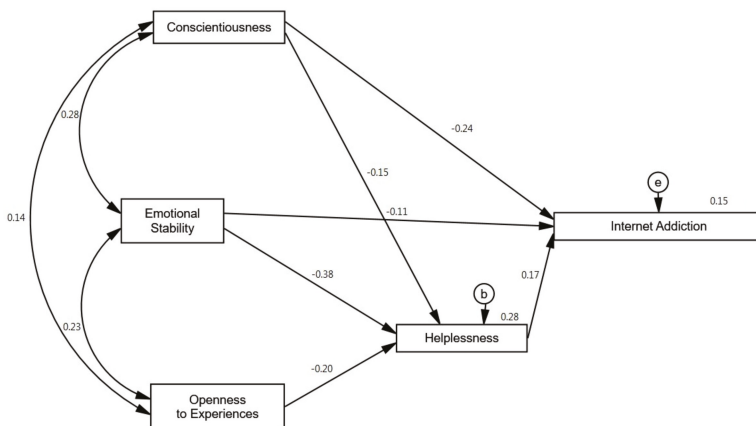 Conscientiousness
0.28
-0.24
-0.15
e
0.15
0.14
Emotional
Stability
-0.11
Internet Addiction
-0.38
0.17
b
0.28
Helplessness
0.23
-0.20
Openness
to Experiences